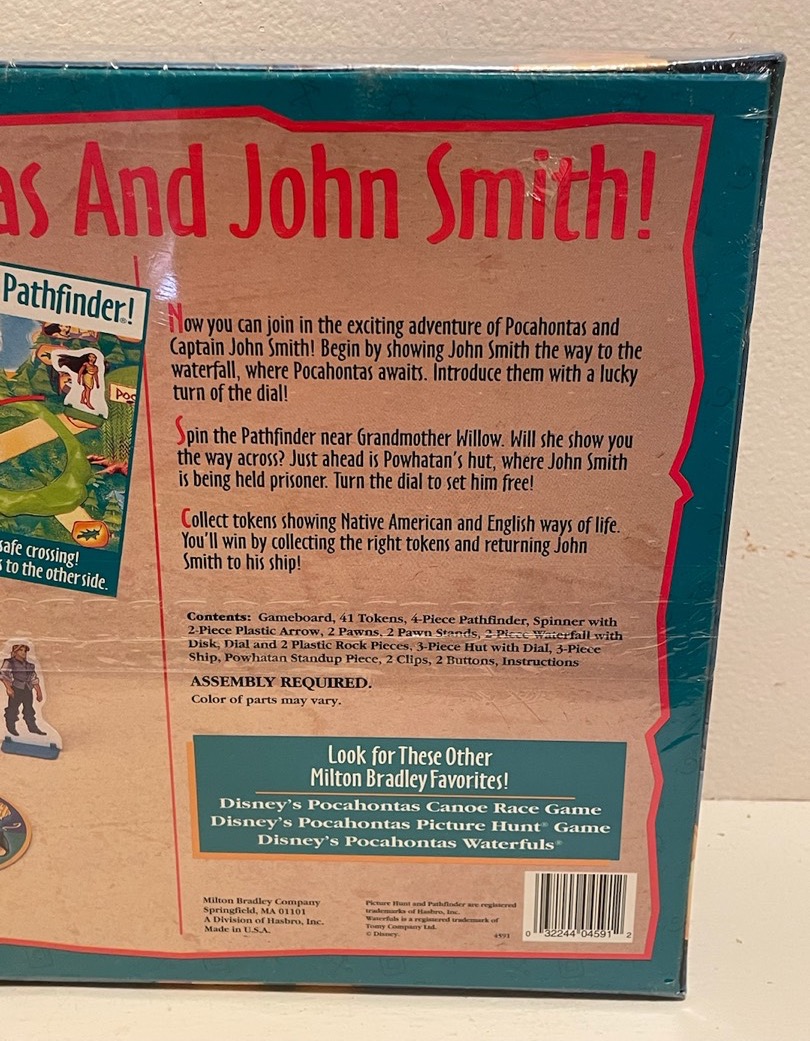 as And John Smith!
Pathfinder!
Poc
safe crossing!
s to the other side.
Now you can join in the exciting adventure of Pocahontas and
Captain John Smith! Begin by showing John Smith the way to the
waterfall, where Pocahontas awaits. Introduce them with a lucky
turn of the dial!
Spin the Pathfinder near Grandmother Willow. Will she show you
the way across? Just ahead is Powhatan's hut, where John Smith
is being held prisoner. Turn the dial to set him free!
Collect tokens showing Native American and English ways of life.
You'll win by collecting the right tokens and returning John
Smith to his ship!
Contents: Gameboard, 41 Tokens, 4-Piece Pathfinder, Spinner with
2-Piece Plastic Arrow, 2 Pawns, 2 Pawn Stands, 2-Piece Waterfall with
Disk, Dial and 2 Plastic Rock Pieces, 3-Piece Hut with Dial, 3-Piece
Ship, Powhatan Standup Piece, 2 Clips, 2 Buttons, Instructions
ASSEMBLY REQUIRED.
Color of parts may vary.
Look for These Other
Milton Bradley Favorites!
Disney's Pocahontas Canoe Race Game
Disney's Pocahontas Picture Hunt® Game
Disney's Pocahontas Waterfuls®
Milton Bradley Company
Springfield, MA 01101
A Division of Hasbro, Inc.
Made in U.S.A.
Picture Hunt and Pathfinder are registered
trademarks of Hasbro, Inc.
Waterfuls is a registered trademark of
Tomy Company Ltd.
© Disney
4591
0 32244 04591 2